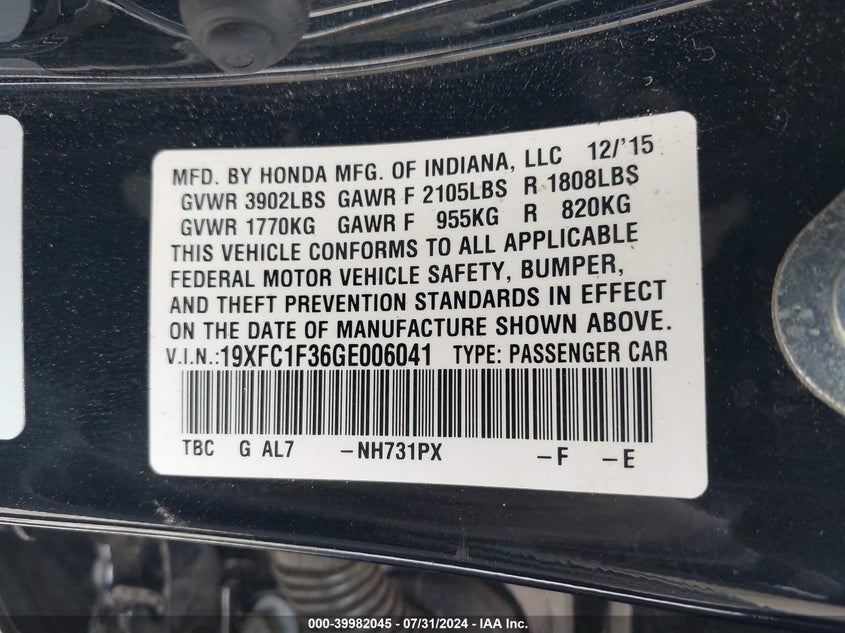 MFD. BY HONDA MFG. OF INDIANA, LLC 12/'15
GVWR 3902LBS GAWR F 2105LBS R 1808LBS
GVWR 1770KG GAWR F 955KG R 820KG
THIS VEHICLE CONFORMS TO ALL APPLICABLE
FEDERAL MOTOR VEHICLE SAFETY, BUMPER,
AND THEFT PREVENTION STANDARDS IN EFFECT
ON THE DATE OF MANUFACTURE SHOWN ABOVE.
V.I.N.:19XFC1F36GE006041 TYPE: PASSENGER CAR
TBC G AL7 -NH731PX -F -E
000-39982045 - 07/31/2024 - IAA Inc.